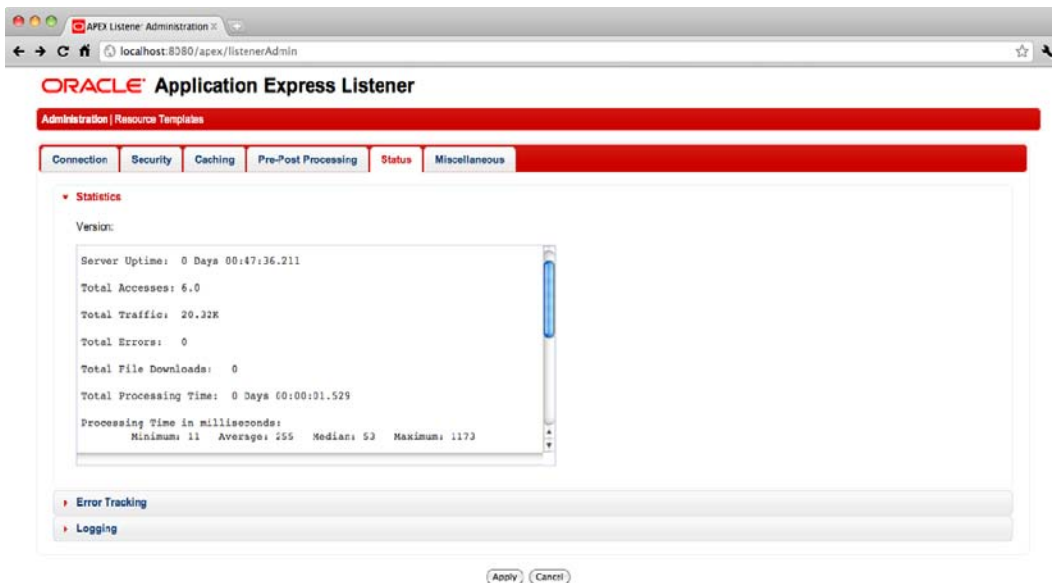 APEX Listener Administration
localhost:8080/apex/listenerAdmin
ORACLE Application Express Listener
Administration | Resource Templates
Connection Security Caching Pre-Post Processing Status Miscellaneous
Statistics
Version:
Server Uptime: 0 Days 00:47:36.211
Total Accesses: 6.0
Total Traffic: 20.32K
Total Errors: 0
Total File Downloads: 0
Total Processing Time: 0 Days 00:00:01.529
Processing Time in milliseconds:
Minimum: 11 Average: 255 Median: 53 Maximum: 1173
Error Tracking
Logging
Apply Cancel